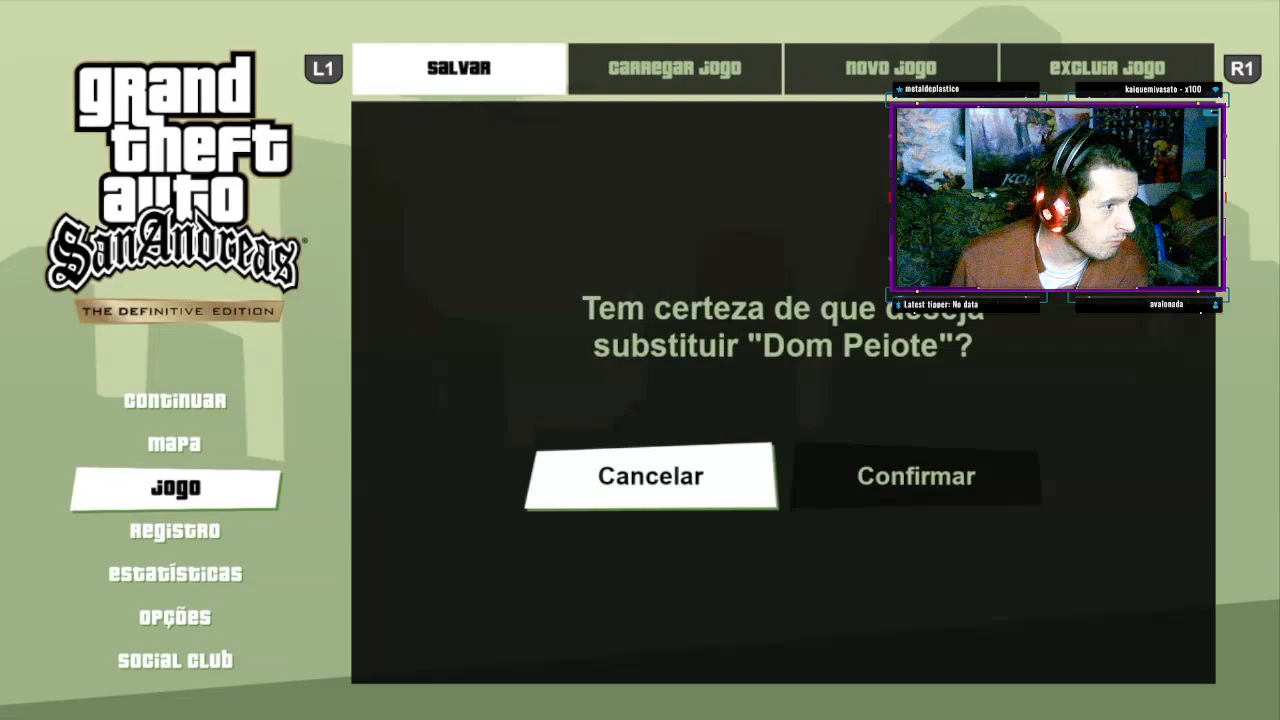 grand
theft
auto
San Andreas
THE DEFINITIVE EDITION
L1
SALVAR
CARREGAR JOGO
NOVO JOGO
EXCLUIR JOGO
R1
metaldeplastico
kaiquemiyasato - x100
Latest tipper: No data
avalonada
Tem certeza de que deseja
substituir "Dom Peiote"?
Cancelar
Confirmar
CONTINUAR
MAPA
JOGO
REGISTRO
ESTATÍSTICAS
OPÇÕES
SOCIAL CLUB